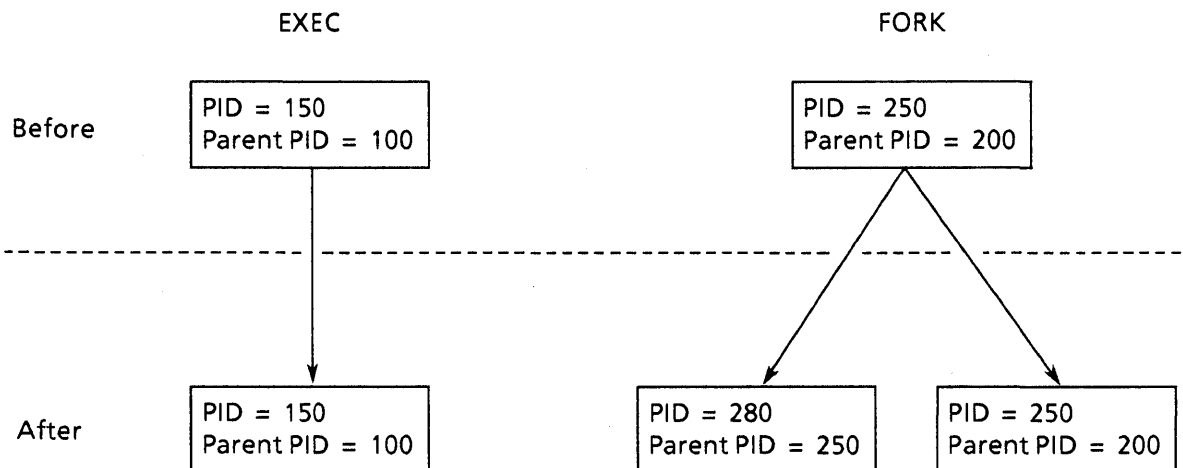 EXEC
FORK
Before
PID = 150
Parent PID = 100
PID = 250
Parent PID = 200
After
PID = 150
Parent PID = 100
PID = 280
Parent PID = 250
PID = 250
Parent PID = 200